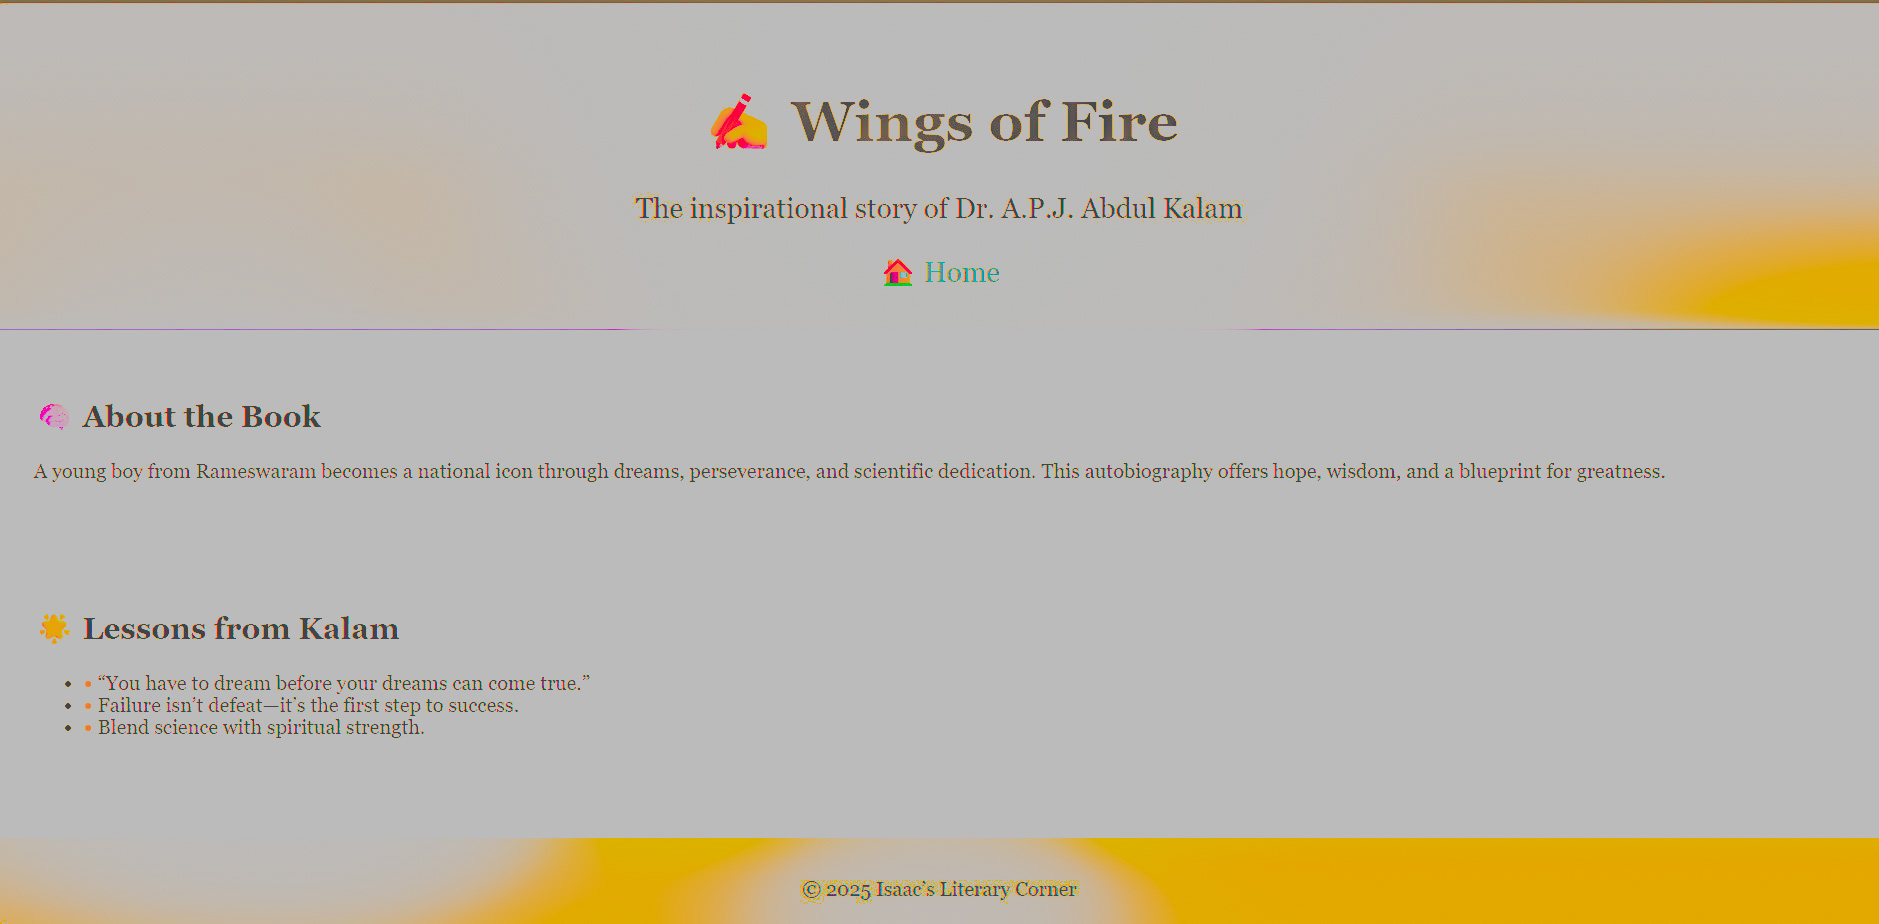 ✍ Wings of Fire
The inspirational story of Dr. A.P.J. Abdul Kalam
🏠 Home
🧠 About the Book
A young boy from Rameswaram becomes a national icon through dreams, perseverance, and scientific dedication. This autobiography offers hope, wisdom, and a blueprint for greatness.
🌟 Lessons from Kalam
• • “You have to dream before your dreams can come true.”
• • Failure isn’t defeat—it’s the first step to success.
• • Blend science with spiritual strength.
© 2025 Isaac’s Literary Corner